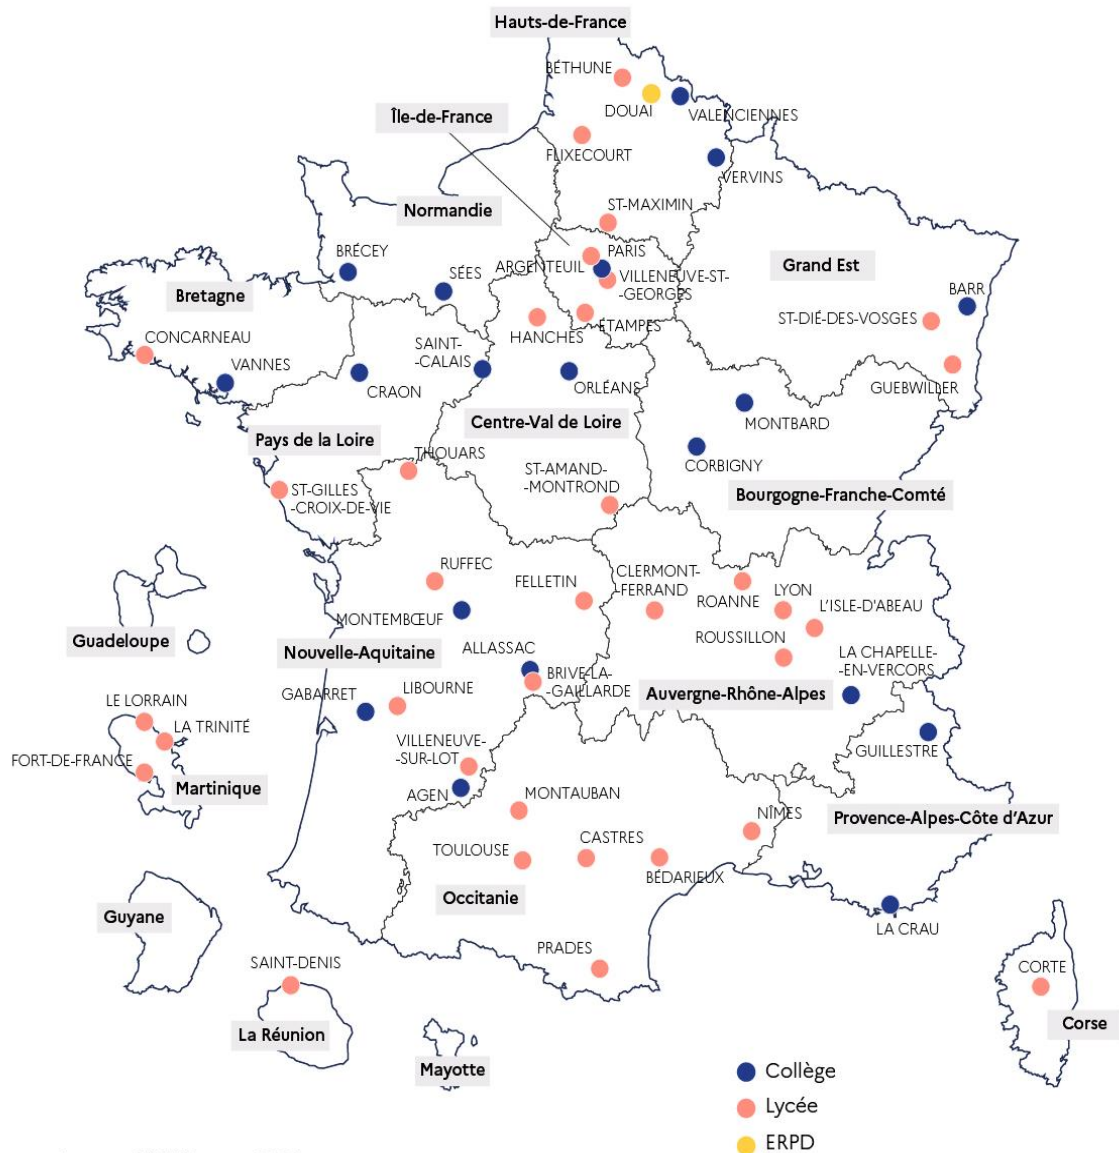 Hauts-de-France
BÉTHUNE
DOUAI
VALENCIENNES
Île-de-France
FLIXECOURT
VERVINS
ST-MAXIMIN
Normandie
BRÉCEY
SÉES
PARIS
ARGENTEUIL
VILLENEUVE-ST-
-GEORGES
Grand Est
BARR
Bretagne
ST-DIÉ-DES-VOSGES
ÉTAMPES
HANCHES
CONCARNEAU
VANNES
SAINT-
-CALAIS
CRAON
ORLÉANS
GUEBWILLER
MONTBARD
Centre-Val de Loire
Pays de la Loire
THOUARS
CORBIGNY
ST-AMAND-
-MONTROND
Bourgogne-Franche-Comté
ST-GILLES
-CROIX-DE-VIE
RUFFEC
FELLETIN
CLERMONT-
FERRAND
ROANNE
LYON
L'ISLE-D'ABEAU
MONTEMBŒUF
Guadeloupe
Nouvelle-Aquitaine
ALLASSAC
ROUSSILLON
LA CHAPELLE-
-EN-VERCORS
BRIVE-LA-
-GAILLARDE
Auvergne-Rhône-Alpes
GABARRET
LIBOURNE
LE LORRAIN
LA TRINITÉ
FORT-DE-FRANCE
Martinique
VILLENEUVE-
-SUR-LOT
AGEN
GUILLESTRE
MONTAUBAN
NÎMES
Provence-Alpes-Côte d'Azur
TOULOUSE
CASTRES
BÉDARIEUX
Occitanie
Guyane
LA CRAU
PRADES
SAINT-DENIS
CORTE
La Réunion
Corse
Mayotte
Collège
Lycée
ERPD